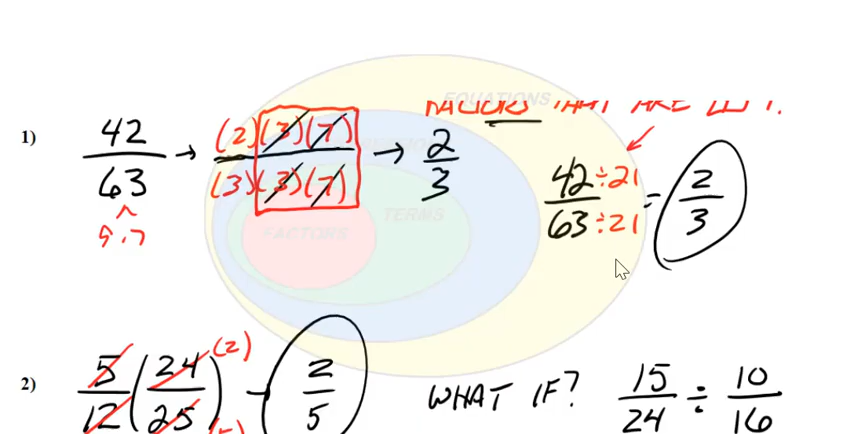 EQUATIONS
FACTORS THAT ARE LEFT.
1) 42/63 → (2)(3)(7)/(3)(3)(7) → 2/3 42÷21/63÷21 = 2/3
9·7
TERMS
FACTORS
2) 5/12 (24/25) (2) = 2/5 WHAT IF? 15/24 ÷ 10/16